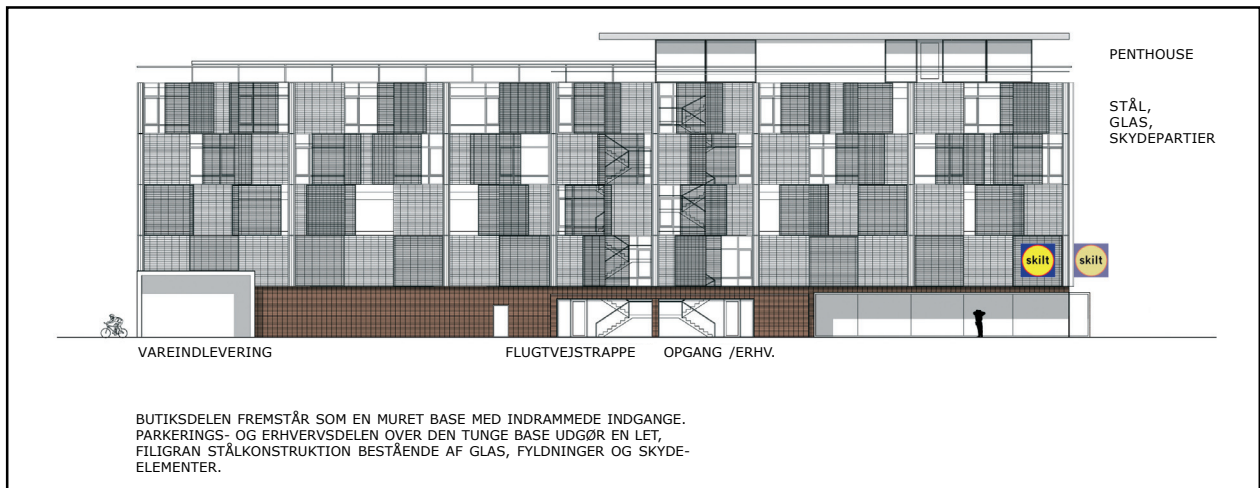 PENTHOUSE
STÅL,
GLAS,
SKYDEPARTIER
skilt
skilt
VAREINDLEVERING
FLUGTVEJSTRAPPE
OPGANG /ERHV.
BUTIKSDELEN FREMSTÅR SOM EN MURET BASE MED INDRAMMEDE INDGANGE.
PARKERINGS- OG ERHVERVSDELEN OVER DEN TUNGE BASE UDGØR EN LET,
FILIGRAN STÅLKONSTRUKTION BESTÅENDE AF GLAS, FYLDNINGER OG SKYDE-
ELEMENTER.